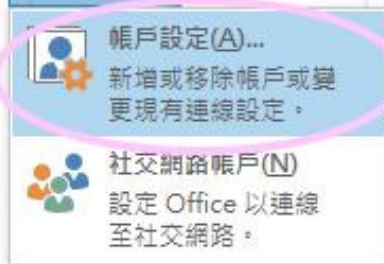 帳戶設定(A)...
新增或移除帳戶或變
更現有連線設定。
社交網路帳戶(N)
設定 Office 以連線
至社交網路。